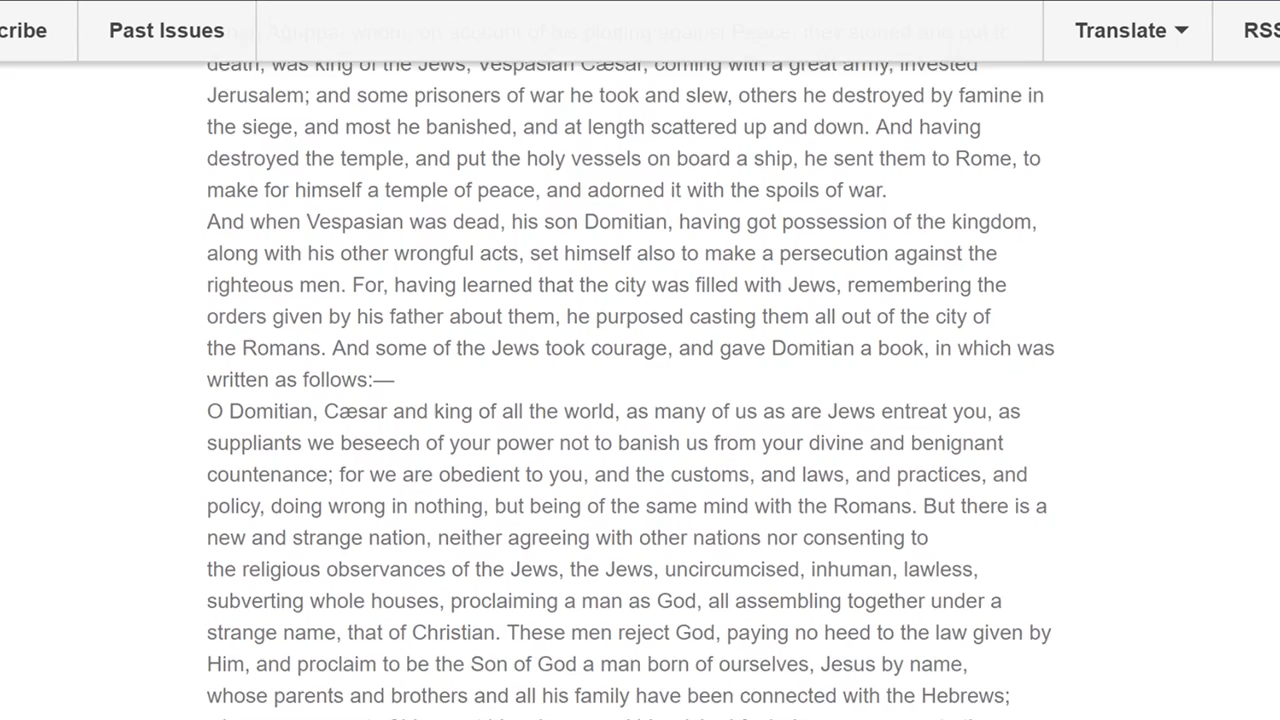 cribe
Past Issues
Translate
RSS
Agrippa, wrong on account of his plotting against Peace, they stoned and put it
death, was king of the Jews, Vespasian Cæsar, coming with a great army, invested
Jerusalem; and some prisoners of war he took and slew, others he destroyed by famine in
the siege, and most he banished, and at length scattered up and down. And having
destroyed the temple, and put the holy vessels on board a ship, he sent them to Rome, to
make for himself a temple of peace, and adorned it with the spoils of war.
And when Vespasian was dead, his son Domitian, having got possession of the kingdom,
along with his other wrongful acts, set himself also to make a persecution against the
righteous men. For, having learned that the city was filled with Jews, remembering the
orders given by his father about them, he purposed casting them all out of the city of
the Romans. And some of the Jews took courage, and gave Domitian a book, in which was
written as follows:—
O Domitian, Cæsar and king of all the world, as many of us as are Jews entreat you, as
suppliants we beseech of your power not to banish us from your divine and benignant
countenance; for we are obedient to you, and the customs, and laws, and practices, and
policy, doing wrong in nothing, but being of the same mind with the Romans. But there is a
new and strange nation, neither agreeing with other nations nor consenting to
the religious observances of the Jews, the Jews, uncircumcised, inhuman, lawless,
subverting whole houses, proclaiming a man as God, all assembling together under a
strange name, that of Christian. These men reject God, paying no heed to the law given by
Him, and proclaim to be the Son of God a man born of ourselves, Jesus by name,
whose parents and brothers and all his family have been connected with the Hebrews;